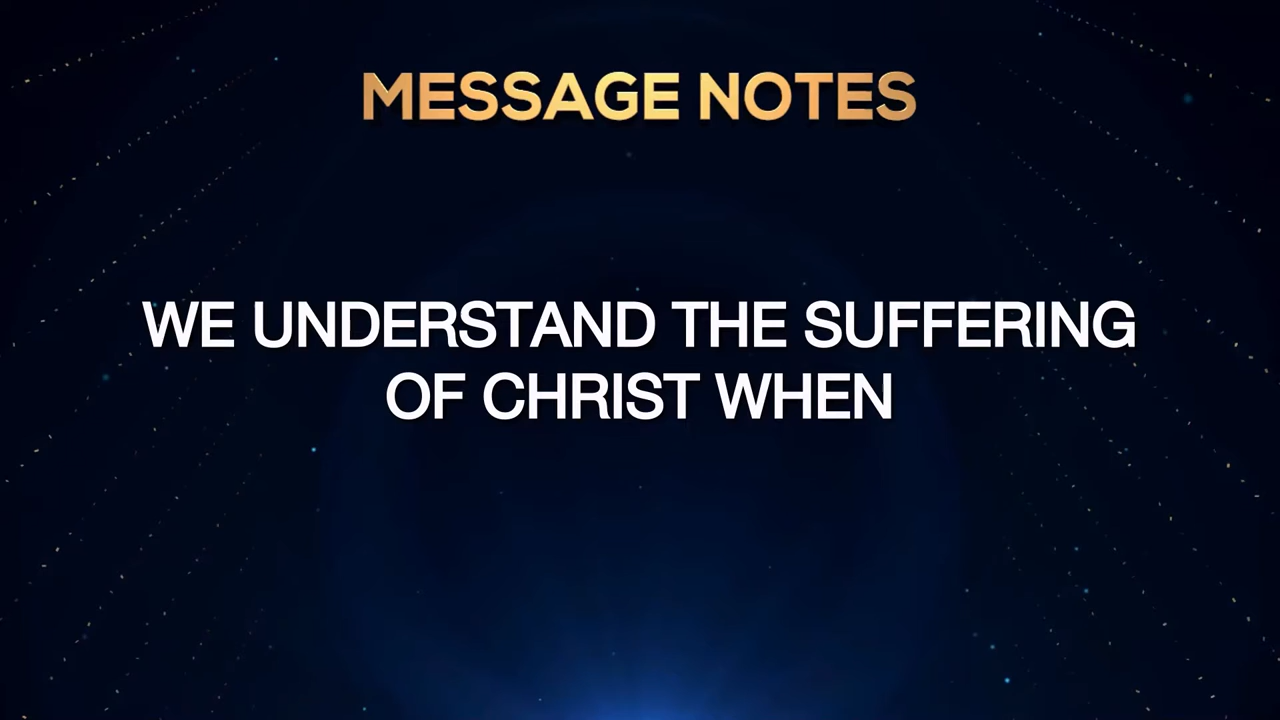 MESSAGE NOTES
WE UNDERSTAND THE SUFFERING
OF CHRIST WHEN